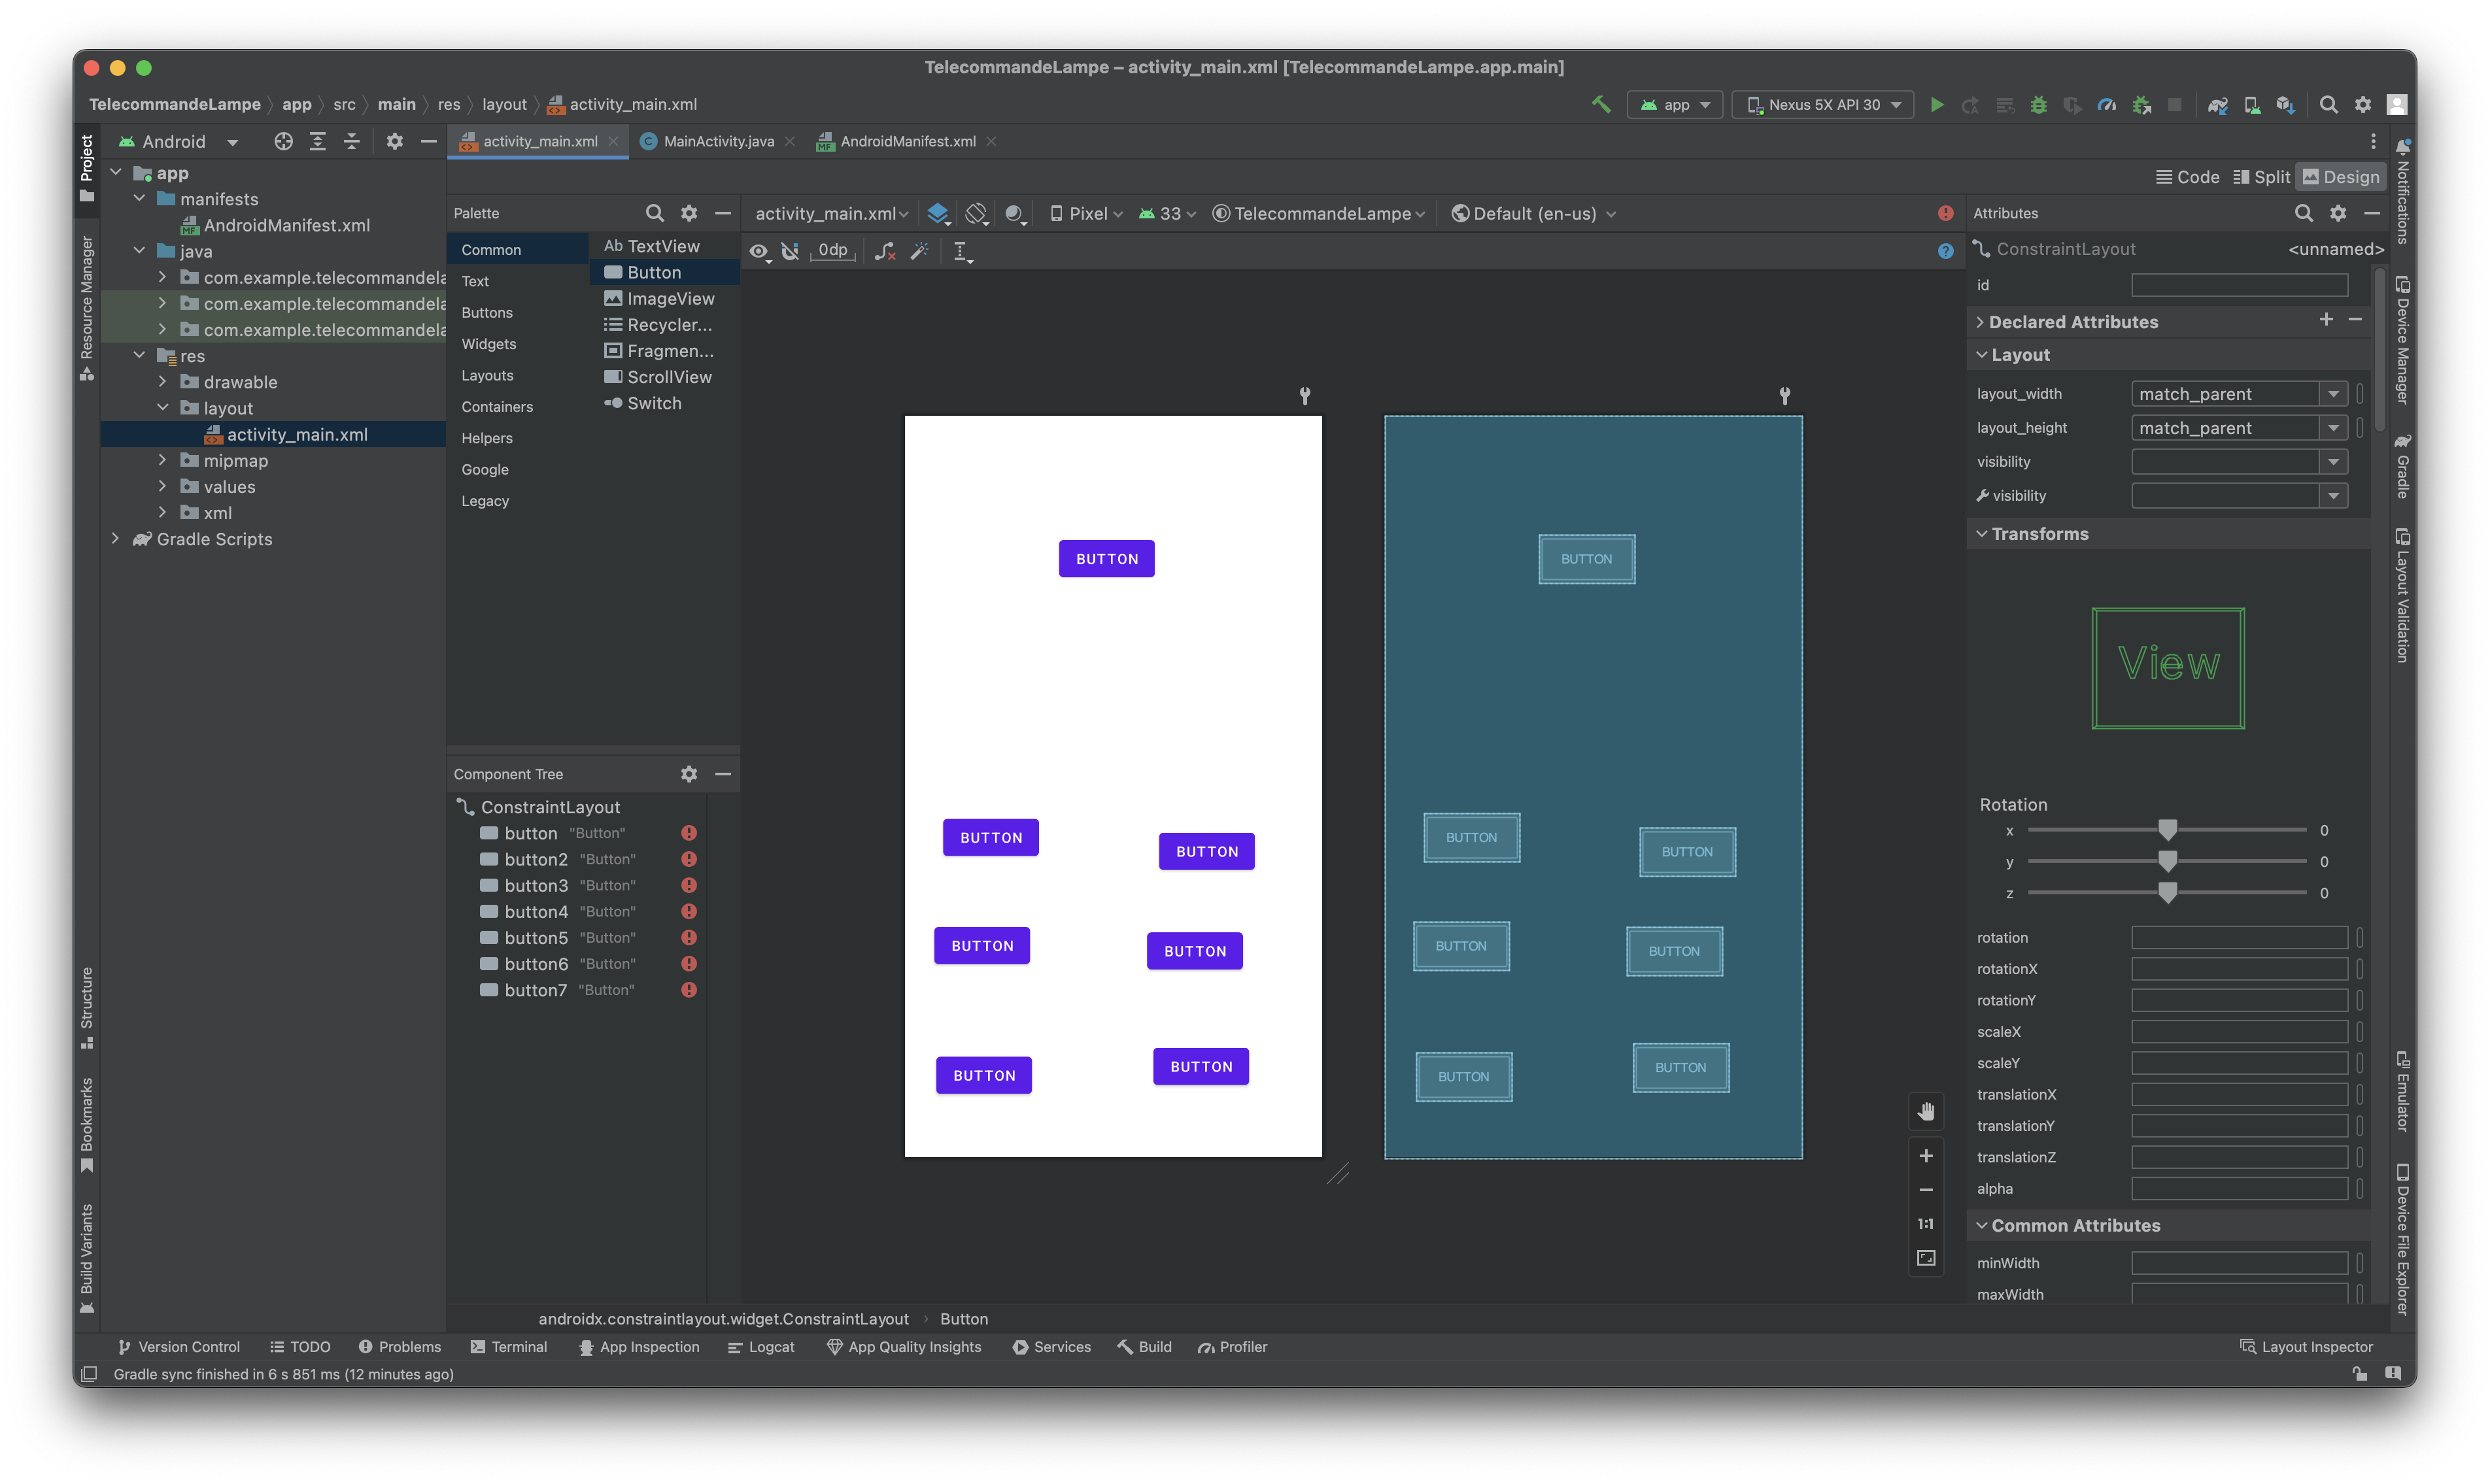 TelecommandeLampe – activity_main.xml [TelecommandeLampe.app.main]
TelecommandeLampe app src main res layout activity_main.xml
app
Nexus 5X API 30
Project
Resource Manager
Structure
Bookmarks
Build Variants
Android
app
manifests
AndroidManifest.xml
java
com.example.telecommandela
com.example.telecommandela
com.example.telecommandela
res
drawable
layout
activity_main.xml
mipmap
values
xml
Gradle Scripts
activity_main.xml
MainActivity.java
AndroidManifest.xml
Code
Split
Design
Palette
Common
Text
Buttons
Widgets
Layouts
Containers
Helpers
Google
Legacy
Ab TextView
Button
ImageView
Recycler...
Fragmen...
ScrollView
Switch
activity_main.xml
Pixel
33
TelecommandeLampe
Default (en-us)
0dp
Component Tree
ConstraintLayout
button "Button"
button2 "Button"
button3 "Button"
button4 "Button"
button5 "Button"
button6 "Button"
button7 "Button"
BUTTON
BUTTON
BUTTON
BUTTON
BUTTON
BUTTON
BUTTON
BUTTON
BUTTON
BUTTON
BUTTON
BUTTON
BUTTON
BUTTON
1:1
Attributes
ConstraintLayout <unnamed>
id
Declared Attributes
Layout
layout_width match_parent
layout_height match_parent
visibility
visibility
Transforms
View
Rotation
x 0
y 0
z 0
rotation
rotationX
rotationY
scaleX
scaleY
translationX
translationY
translationZ
alpha
Common Attributes
minWidth
maxWidth
Notifications
Device Manager
Gradle
Layout Validation
Emulator
Device File Explorer
androidx.constraintlayout.widget.ConstraintLayout › Button
Version Control
TODO
Problems
Terminal
App Inspection
Logcat
App Quality Insights
Services
Build
Profiler
Layout Inspector
Gradle sync finished in 6 s 851 ms (12 minutes ago)